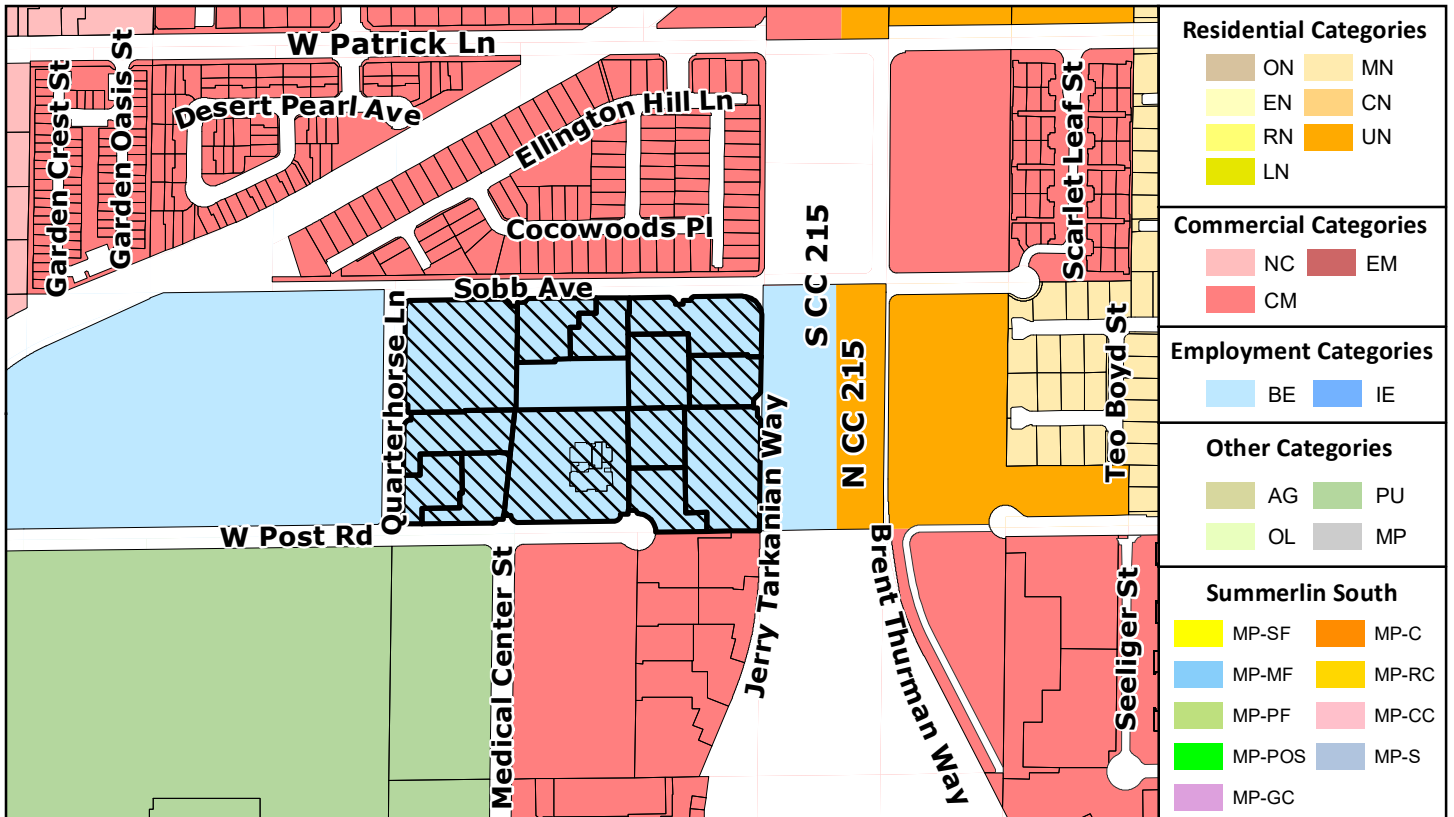 W Patrick Ln
Garden Crest St
Garden Oasis St
Desert Pearl Ave
Ellington Hill Ln
Cocowoods Pl
Scarlet Leaf St
S CC 215
Sobb Ave
Quarterhorse Ln
N CC 215
Teo Boyd St
Jerry Tarkanian Way
W Post Rd
Medical Center St
Brent Thurman Way
Seeliger St
Residential Categories
ON MN
EN CN
RN UN
LN
Commercial Categories
NC EM
CM
Employment Categories
BE IE
Other Categories
AG PU
OL MP
Summerlin South
MP-SF MP-C
MP-MF MP-RC
MP-PF MP-CC
MP-POS MP-S
MP-GC